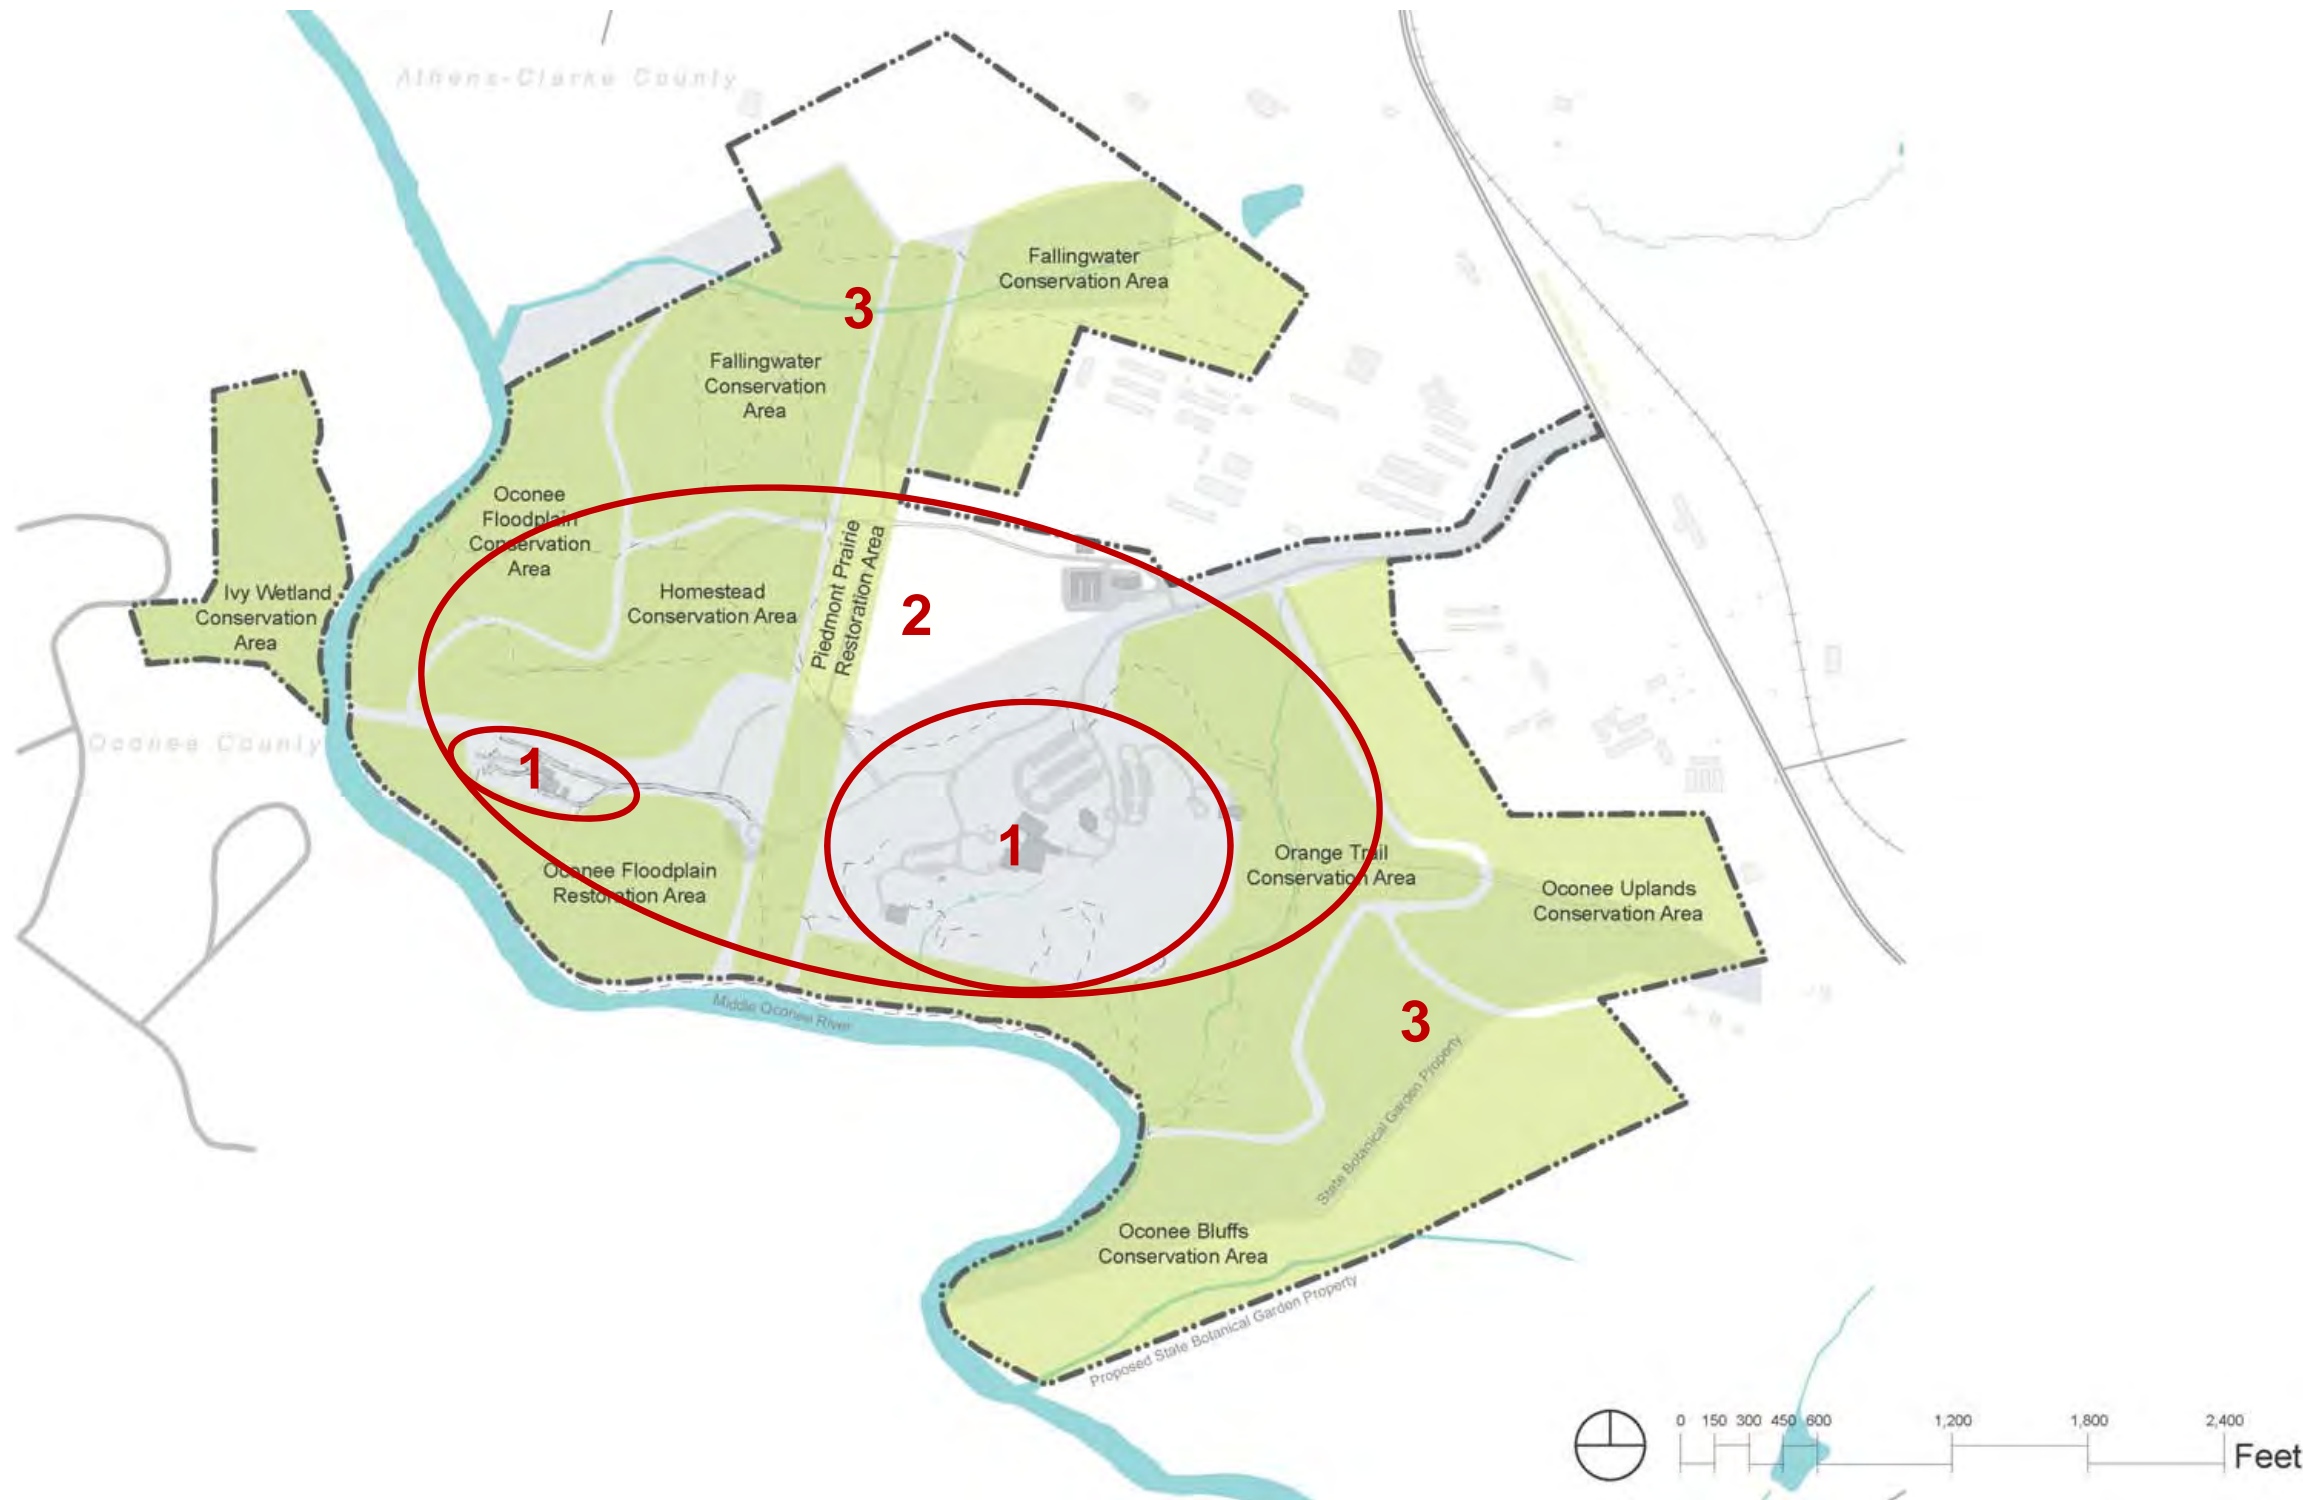 Athens-Clarke County
Fallingwater
Conservation Area
3
Fallingwater
Conservation
Area
Oconee
Floodplain
Conservation
Area
Ivy Wetland
Conservation
Area
Homestead
Conservation Area
Piedmont Prairie
Restoration Area
2
Oconee County
1
1
Oconee Floodplain
Restoration Area
Orange Trail
Conservation Area
Oconee Uplands
Conservation Area
Middle Oconee River
3
State Botanical Garden Property
Oconee Bluffs
Conservation Area
Proposed State Botanical Garden Property
0 150 300 450 600 1,200 1,800 2,400
Feet